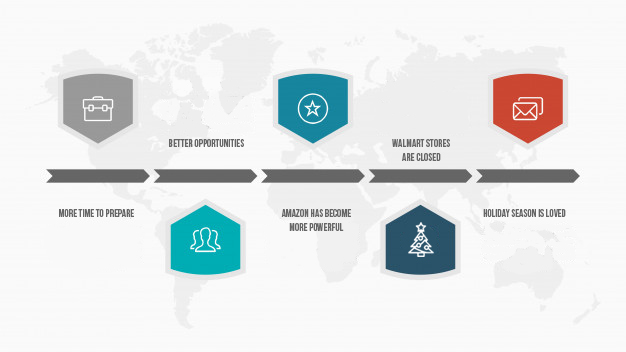 BETTER OPPORTUNITIES
WALMART STORES
ARE CLOSED
MORE TIME TO PREPARE
AMAZON HAS BECOME
MORE POWERFUL
HOLIDAY SEASON IS LOVED